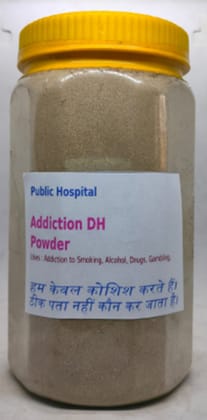 Public Hospital
Addiction DH
Powder
Uses : Addiction to Smoking, Alcohol, Drugs, Gambling,
हम केवल कोशिश करते हैं।
ठीक पता नहीं कौन कर जाता है।